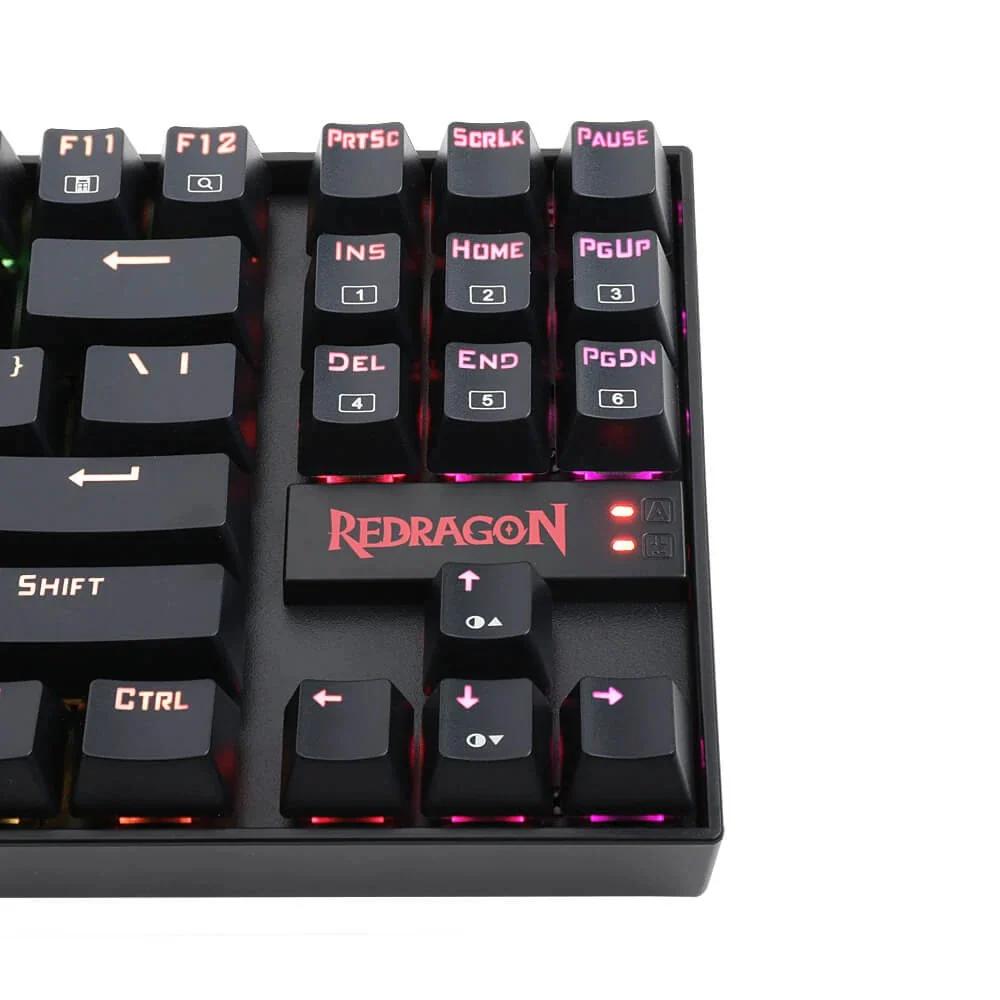 F11 F12 PRTSC SCRLK PAUSE
INS HOME PGUP
1 2 3
} \ | DEL END PGDN
4 5 6
REDRAGON A
SHIFT
CTRL